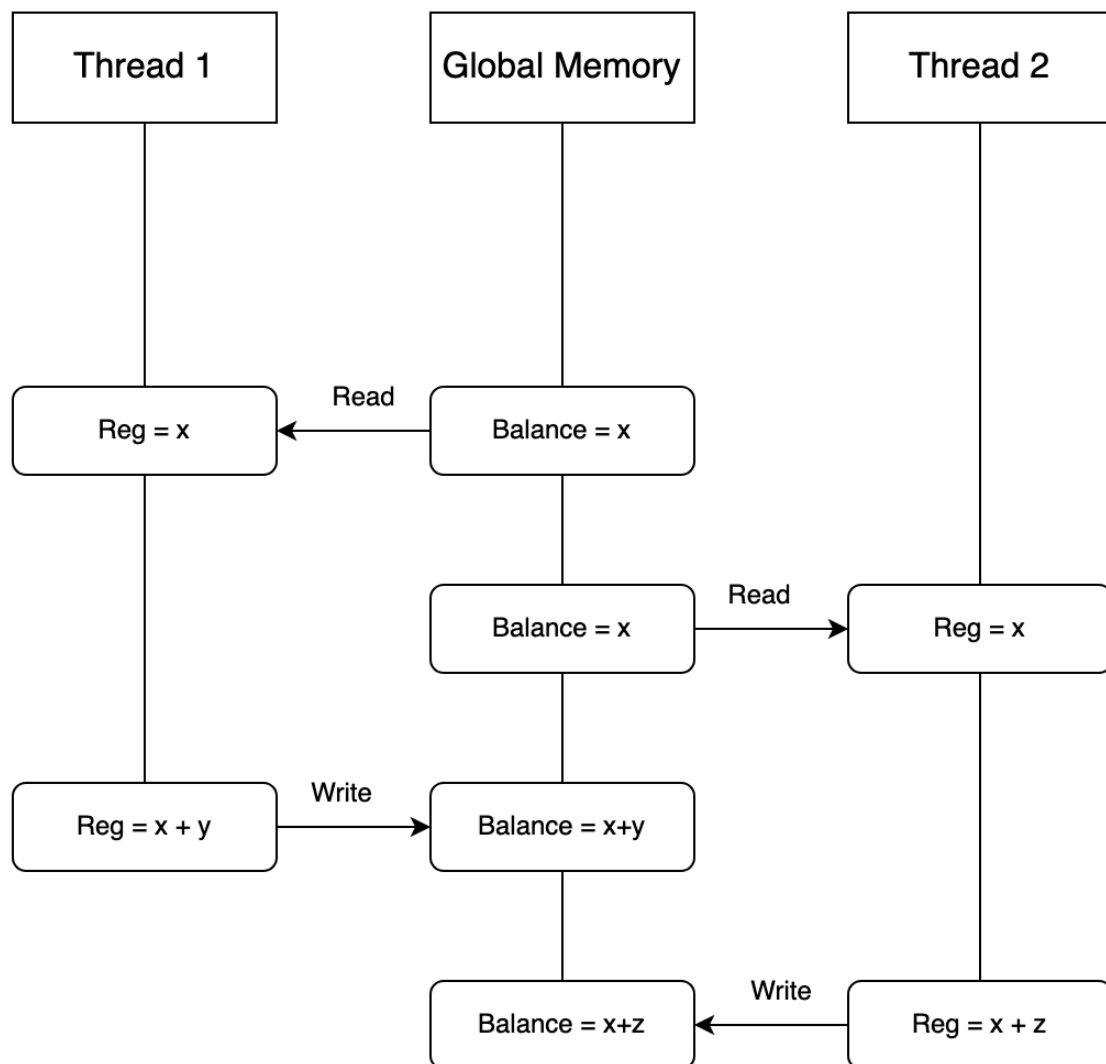 Thread 1
Global Memory
Thread 2
Read
Reg = x
Balance = x
Read
Balance = x
Reg = x
Write
Reg = x + y
Balance = x+y
Write
Balance = x+z
Reg = x + z